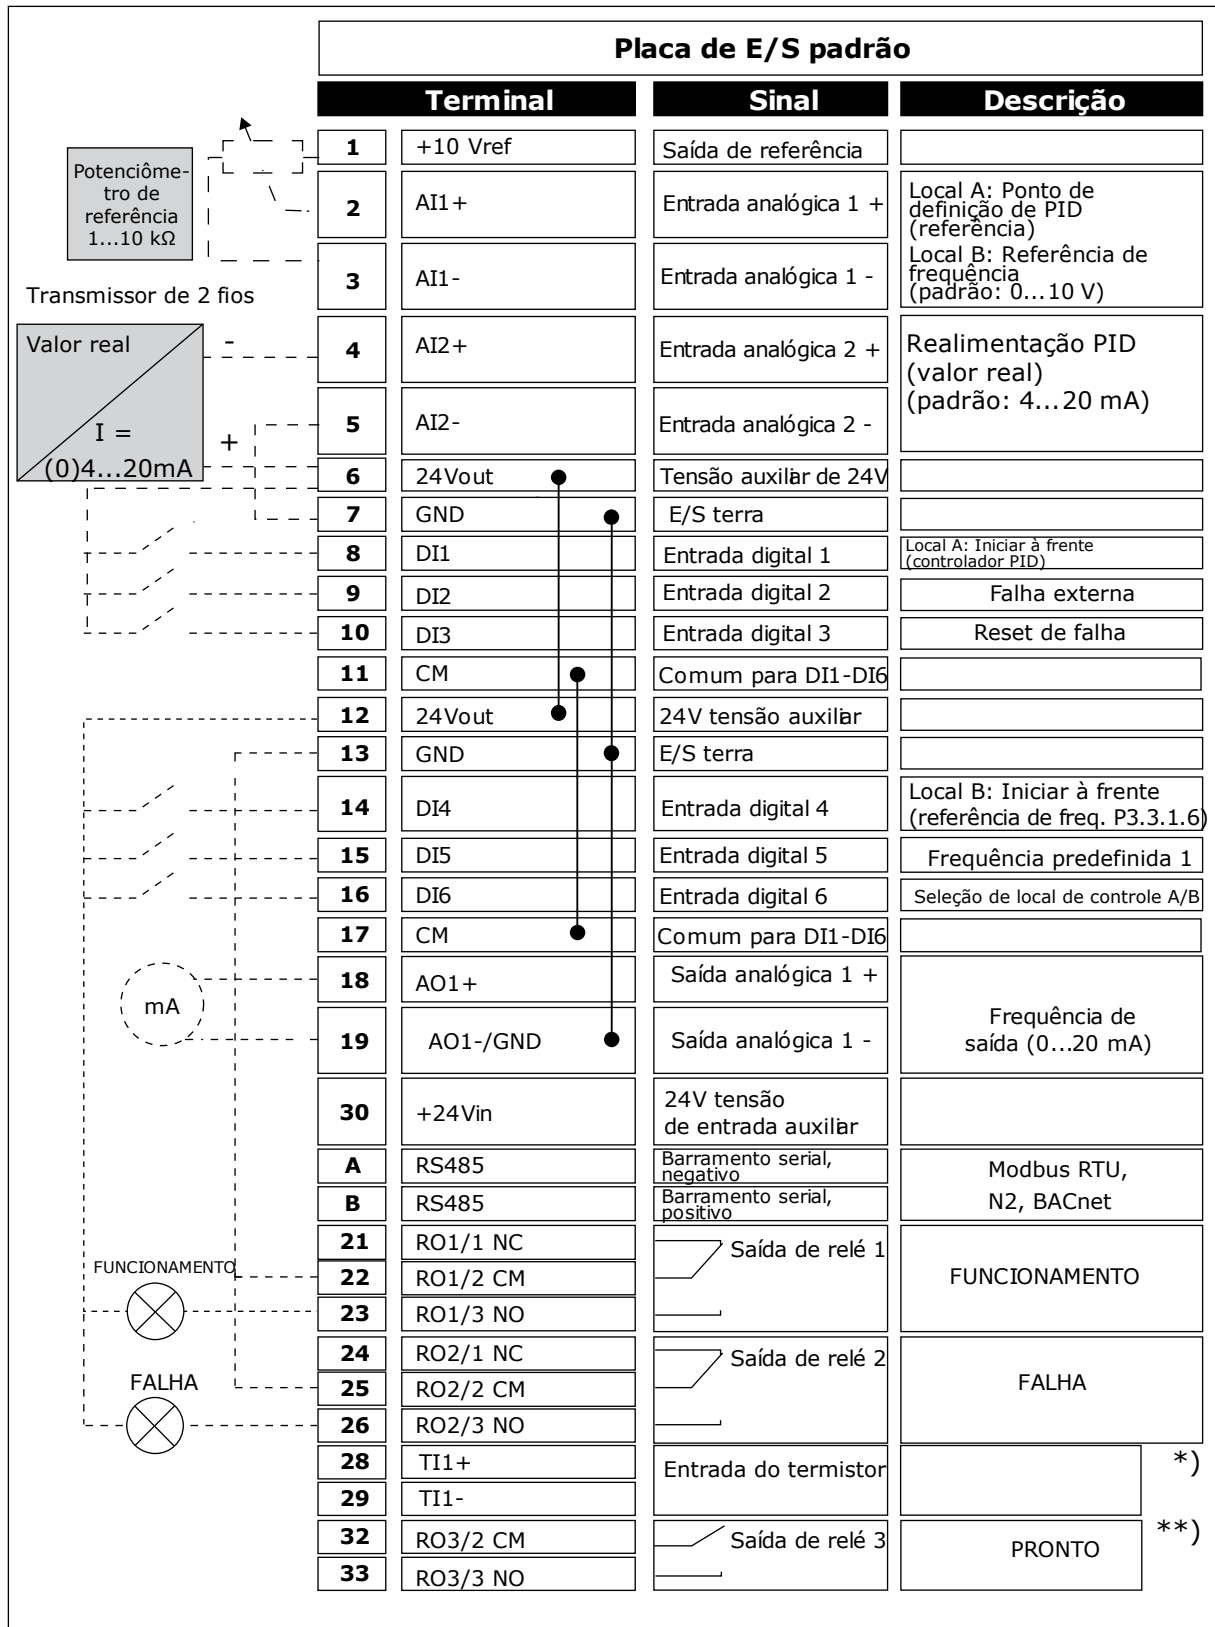 Placa de E/S padrão
Terminal Sinal Descrição
1 +10 Vref Saída de referência
Potenciôme-
tro de
referência
1...10 kΩ
2 AI1+ Entrada analógica 1 +
3 AI1- Entrada analógica 1 -
Local A: Ponto de
definição de PID
(referência)
Local B: Referência de
frequência
(padrão: 0...10 V)
Transmissor de 2 fios
Valor real
I =
(0)4...20mA
-
+
4 AI2+ Entrada analógica 2 +
5 AI2- Entrada analógica 2 -
Realimentação PID
(valor real)
(padrão: 4...20 mA)
6 24Vout Tensão auxiliar de 24V
7 GND E/S terra
8 DI1 Entrada digital 1
Local A: Iniciar à frente
(controlador PID)
9 DI2 Entrada digital 2 Falha externa
10 DI3 Entrada digital 3 Reset de falha
11 CM Comum para DI1-DI6
12 24Vout 24V tensão auxiliar
13 GND E/S terra
14 DI4 Entrada digital 4
Local B: Iniciar à frente
(referência de freq. P3.3.1.6)
15 DI5 Entrada digital 5 Frequência predefinida 1
16 DI6 Entrada digital 6 Seleção de local de controle A/B
17 CM Comum para DI1-DI6
mA
18 AO1+ Saída analógica 1 +
19 AO1-/GND Saída analógica 1 -
Frequência de
saída (0...20 mA)
30 +24Vin
24V tensão
de entrada auxiliar
A RS485
Barramento serial,
negativo
B RS485
Barramento serial,
positivo
Modbus RTU,
N2, BACnet
21 RO1/1 NC Saída de relé 1
FUNCIONAMENTO
22 RO1/2 CM FUNCIONAMENTO
23 RO1/3 NO
24 RO2/1 NC Saída de relé 2
FALHA
25 RO2/2 CM FALHA
26 RO2/3 NO
28 TI1+ Entrada do termistor *)
29 TI1-
32 RO3/2 CM Saída de relé 3 PRONTO **)
33 RO3/3 NO